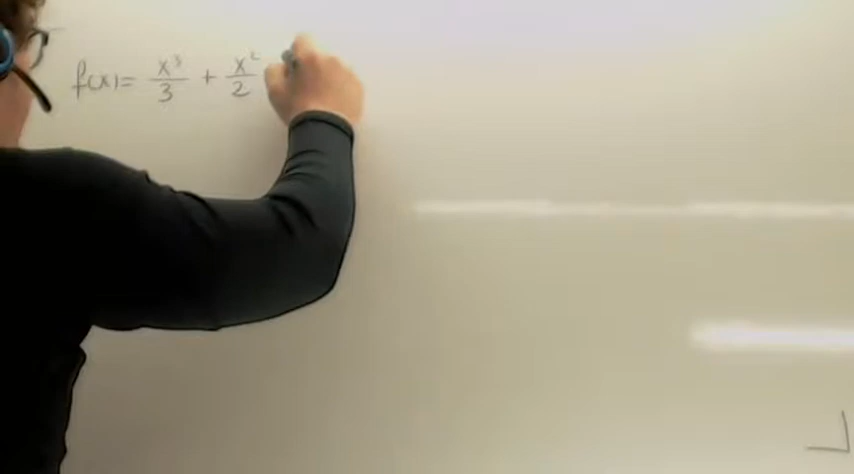 f(x)= x³/3 + x²/2